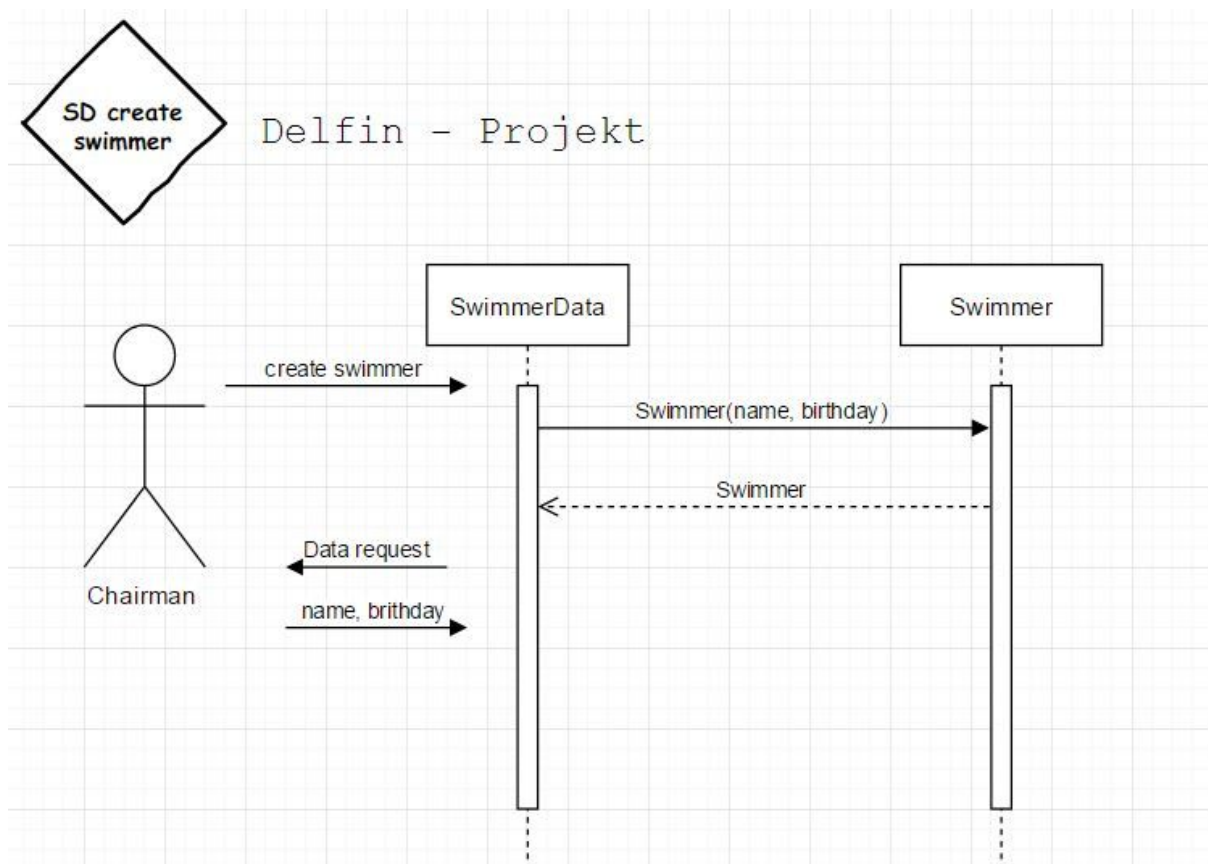 SD create
swimmer
Delfin - Projekt
SwimmerData
Swimmer
create swimmer
Swimmer(name, birthday)
Swimmer
Data request
Chairman
name, brithday